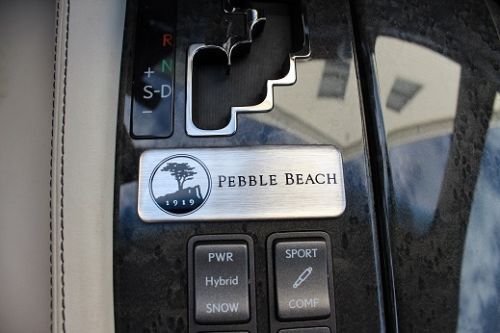 R
N
+
S-D
−
1919
PEBBLE BEACH
PWR
Hybrid
SNOW
SPORT
COMF